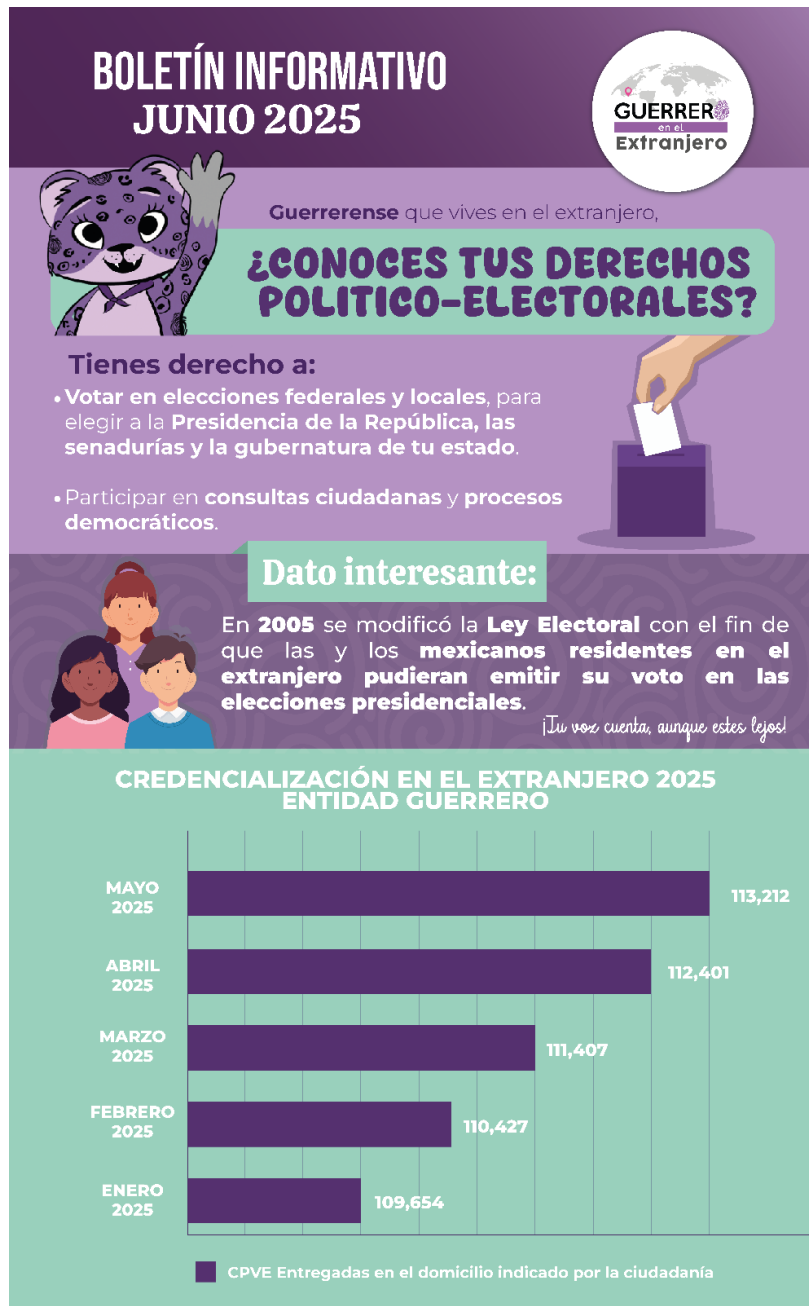 BOLETÍN INFORMATIVO
JUNIO 2025
GUERRERO
en el
Extranjero
Guerrerense que vives en el extranjero,
¿CONOCES TUS DERECHOS
POLITICO-ELECTORALES?
Tienes derecho a:
• Votar en elecciones federales y locales, para
elegir a la Presidencia de la República, las
senadurías y la gubernatura de tu estado.
• Participar en consultas ciudadanas y procesos
democráticos.
Dato interesante:
En 2005 se modificó la Ley Electoral con el fin de
que las y los mexicanos residentes en el
extranjero pudieran emitir su voto en las
elecciones presidenciales.
¡Tu voz cuenta, aunque estes lejos!
CREDENCIALIZACIÓN EN EL EXTRANJERO 2025
ENTIDAD GUERRERO
MAYO
2025
113,212
ABRIL
2025
112,401
MARZO
2025
111,407
FEBRERO
2025
110,427
ENERO
2025
109,654
CPVE Entregadas en el domicilio indicado por la ciudadanía